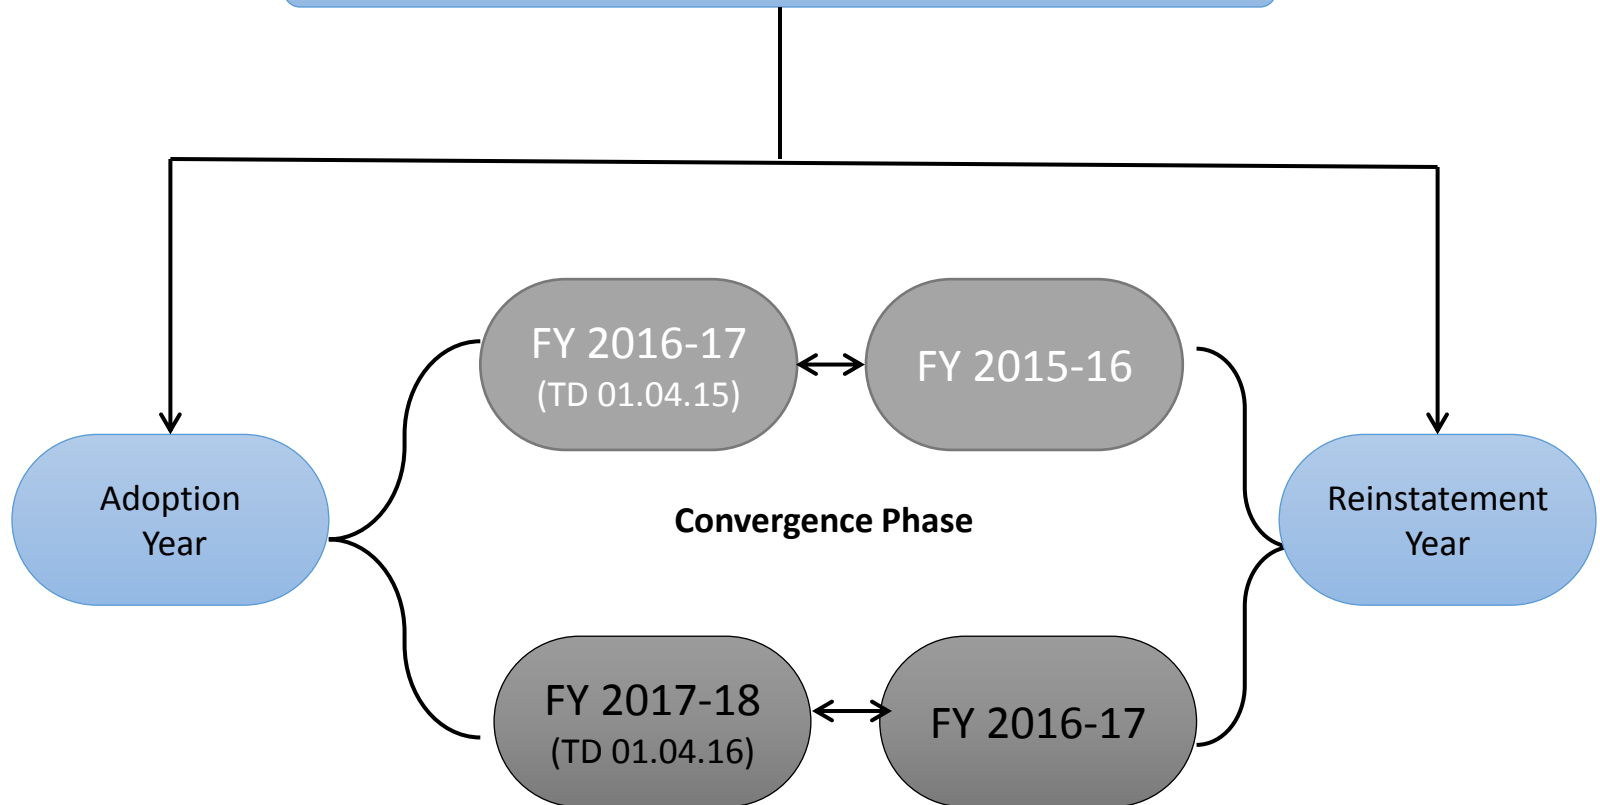 FY 2016-17
(TD 01.04.15)
FY 2015-16
Adoption
Year
Convergence Phase
Reinstatement
Year
FY 2017-18
(TD 01.04.16)
FY 2016-17